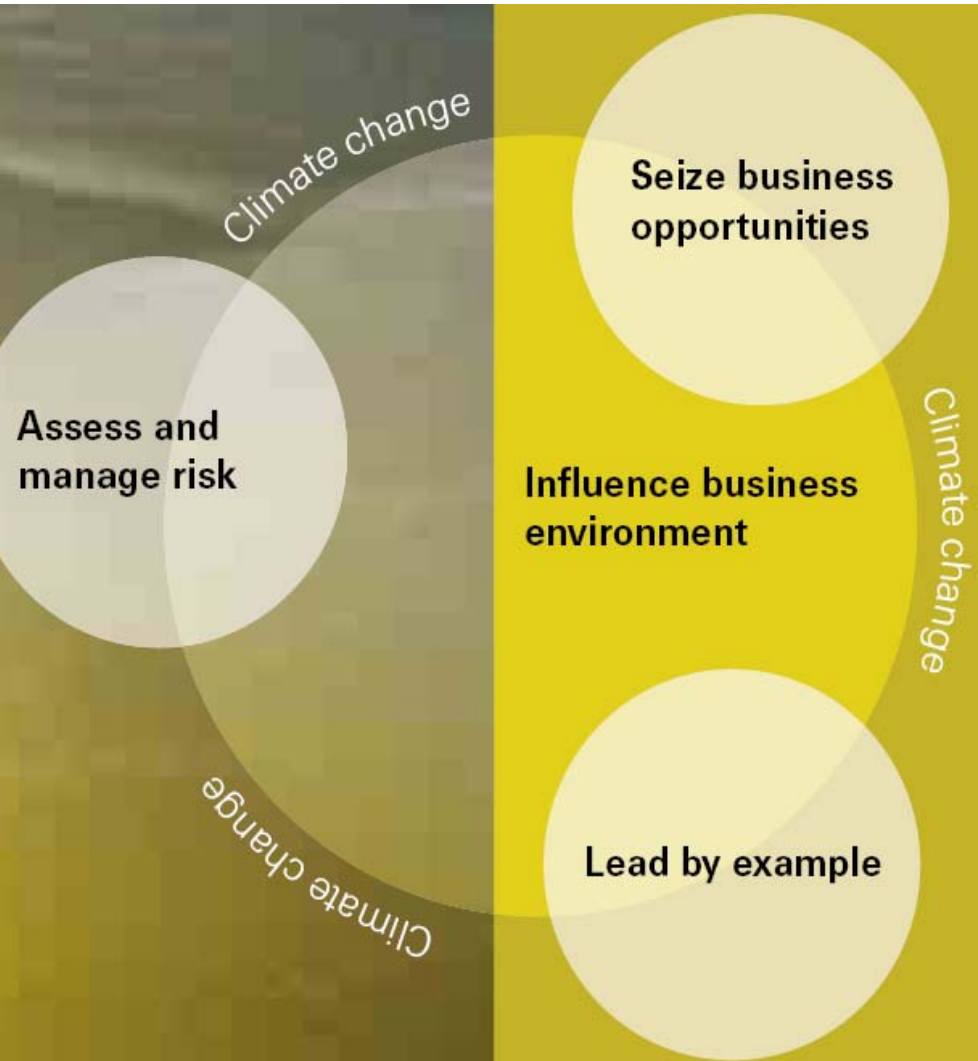 Climate change
Seize business
opportunities
Assess and
manage risk
Influence business
environment
Climate change
Climate change
Lead by example